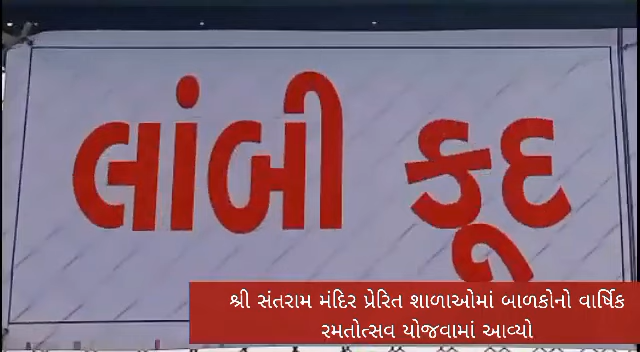 લાંબી કૂદ
શ્રી સંતરામ મંદિર પ્રેરિત શાળાઓમાં બાળકોનો વાર્ષિક
રમતોત્સવ યોજવામાં આવ્યો